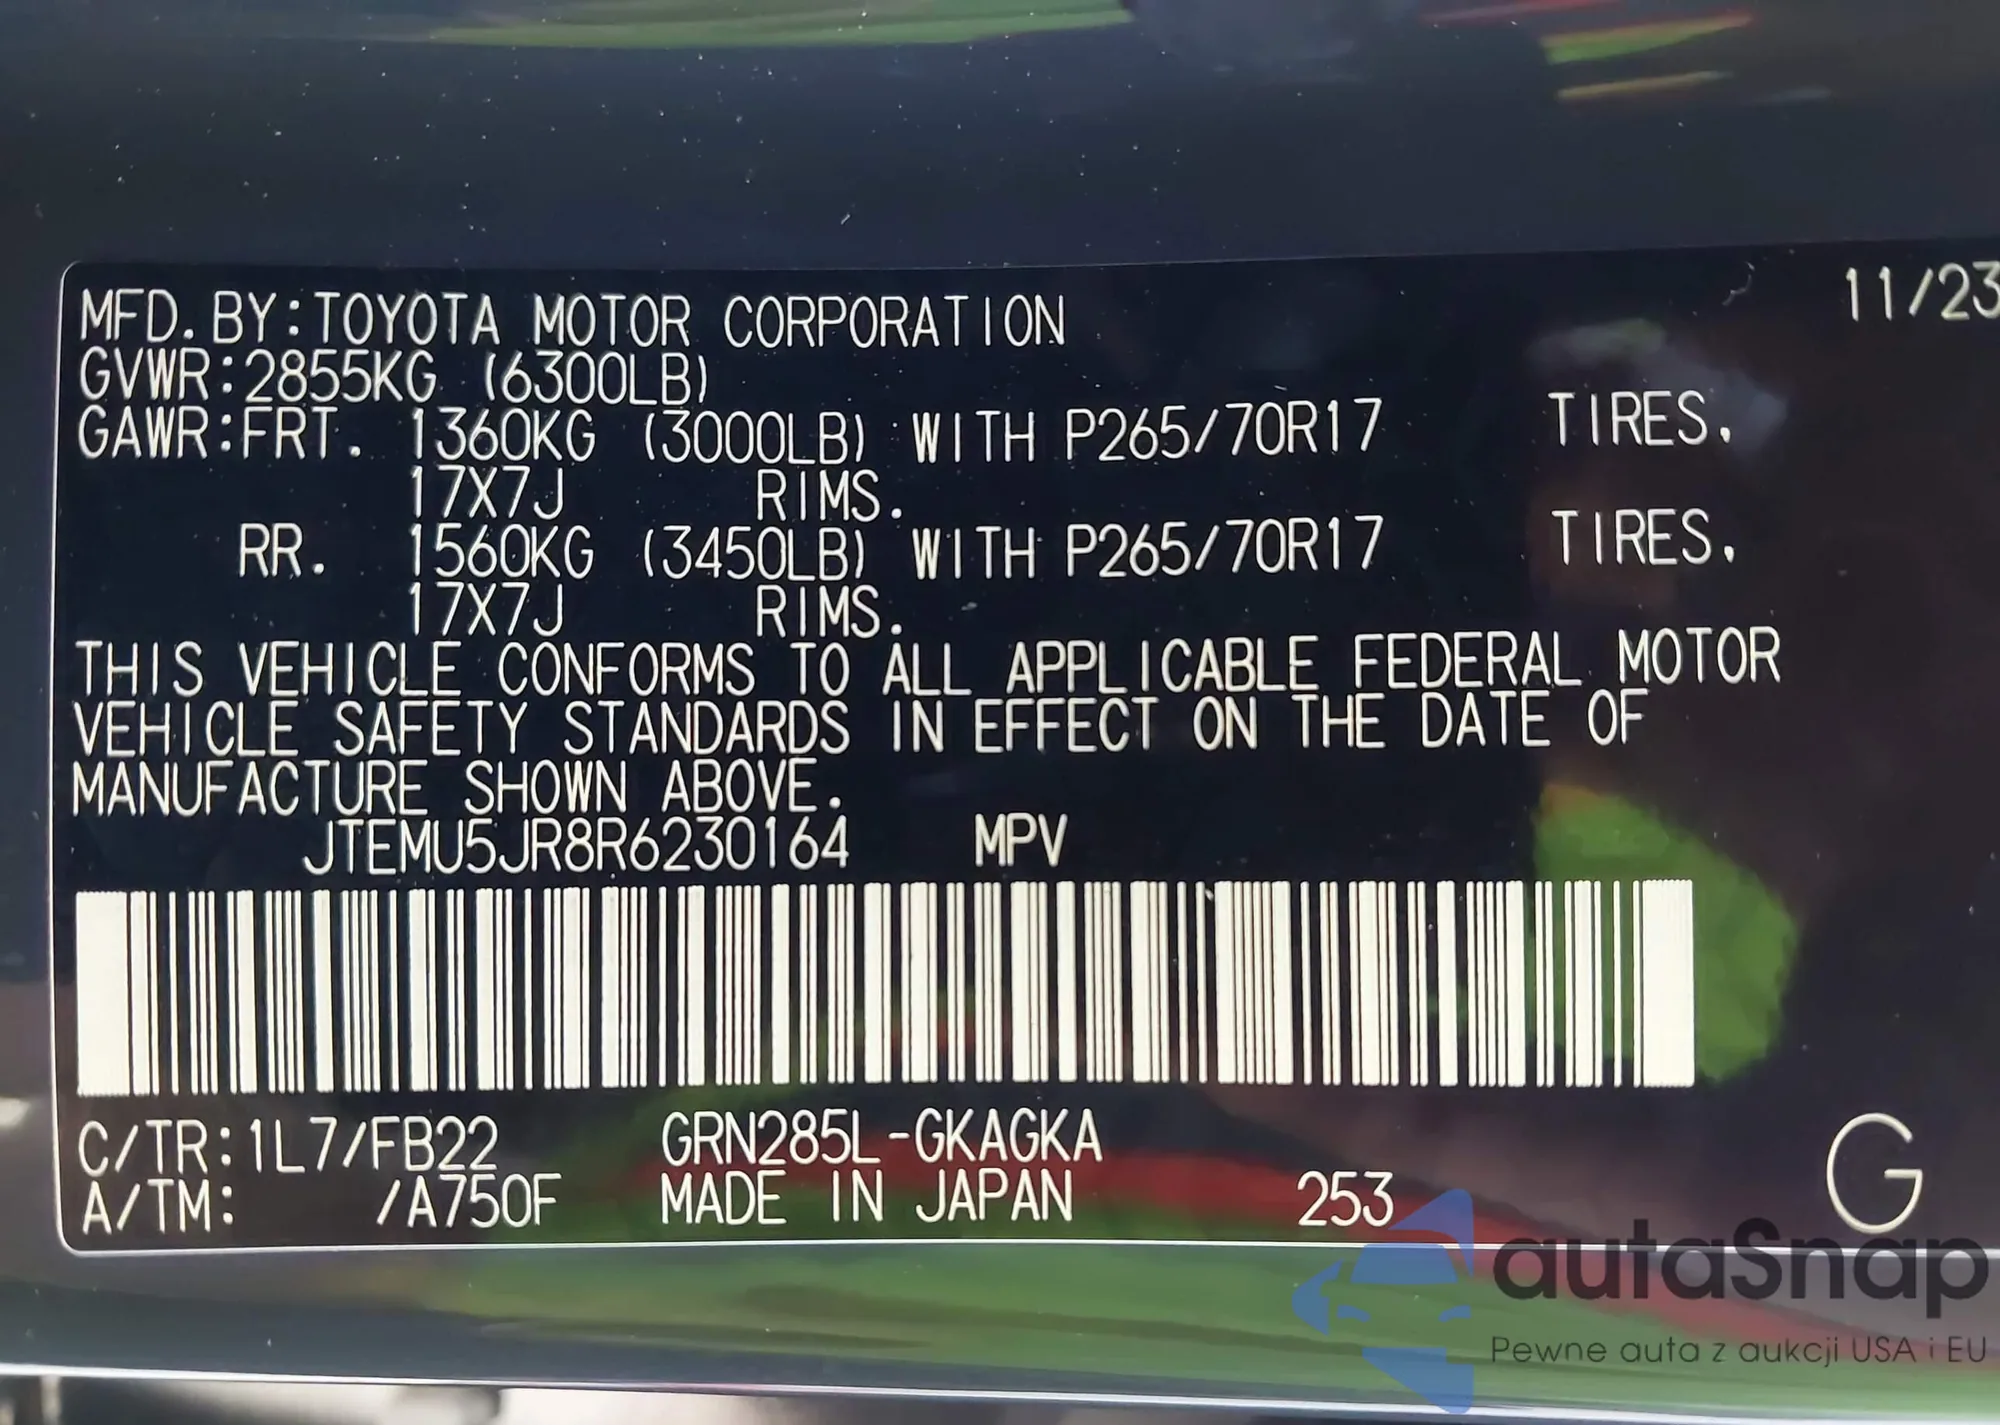 11/23
MFD. BY:TOYOTA MOTOR CORPORATION
GVWR:2855KG (6300LB)
GAWR:FRT. 1360KG (3000LB) WITH P265/70R17 TIRES.
17X7J RIMS.
RR. 1560KG (3450LB) WITH P265/70R17 TIRES.
17X7J RIMS.
THIS VEHICLE CONFORMS TO ALL APPLICABLE FEDERAL MOTOR
VEHICLE SAFETY STANDARDS IN EFFECT ON THE DATE OF
MANUFACTURE SHOWN ABOVE.
JTEMU5JR8R6230164 MPV
C/TR:1L7/FB22 GRN285L-GKAGKA
A/TM: /A750F MADE IN JAPAN 253 G
autaSnap
Pewne auta z aukcji USA i EU